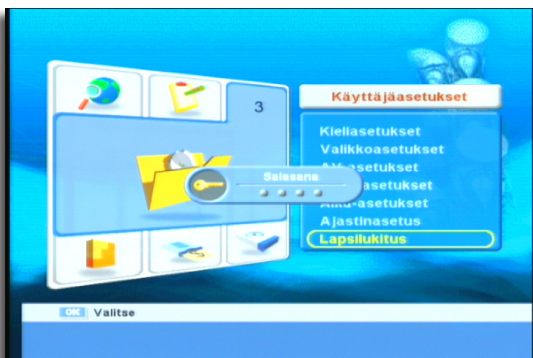 3
Käyttäjäasetukset
Kieliasetukset
Valikkoasetukset
Salasana
Ajastinasetus
Lapsilukitus
OK Valitse